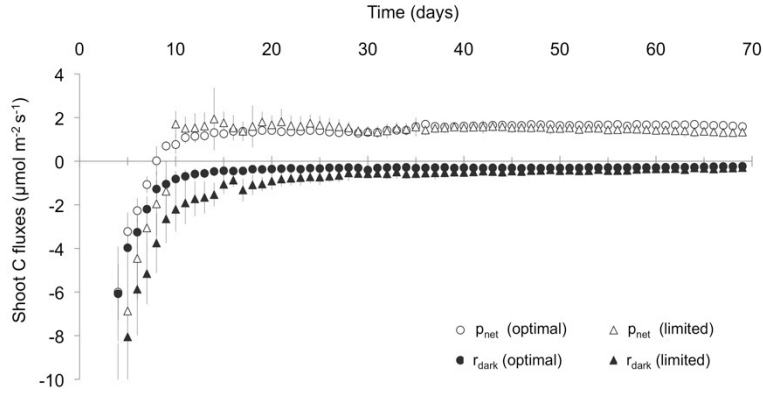 Time (days)
0 10 20 30 40 50 60 70
4
2
0
-2
-4
-6
-8
-10
Shoot C fluxes (μmol m⁻² s⁻¹)
○ pnet (optimal) △ pnet (limited)
● rdark (optimal) ▲ rdark (limited)